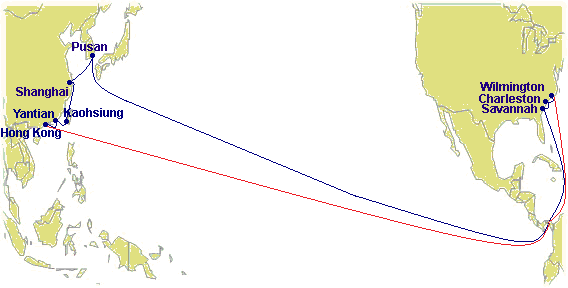 Pusan
Shanghai
Yantian
Kaohsiung
Hong Kong
Wilmington
Charleston
Savannah